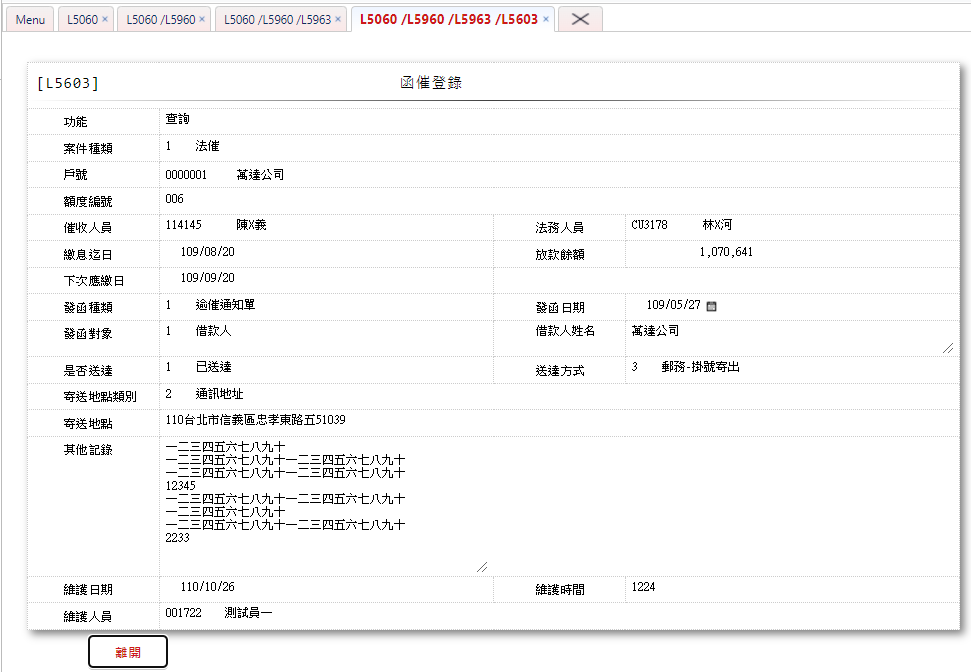 Menu L5060 × L5060 /L5960 × L5060 /L5960 /L5963 × L5060 /L5960 /L5963 /L5603 ×
[L5603] 函催登錄
功能 查詢
案件種類 1 法催
戶號 0000001 萬達公司
額度編號 006
催收人員 114145 陳X義 法務人員 CU3178 林X河
繳息迄日 109/08/20 放款餘額 1,070,641
下次應繳日 109/09/20
發函種類 1 逾催通知單 發函日期 109/05/27
發函對象 1 借款人 借款人姓名 萬達公司
是否送達 1 已送達 送達方式 3 郵務-掛號寄出
寄送地點類別 2 通訊地址
寄送地點 110台北市信義區忠孝東路五51039
其他記錄 一二三四五六七八九十
一二三四五六七八九十一二三四五六七八九十
一二三四五六七八九十一二三四五六七八九十
12345
一二三四五六七八九十一二三四五六七八九十
一二三四五六七八九十
一二三四五六七八九十一二三四五六七八九十
2233
維護日期 110/10/26 維護時間 1224
維護人員 001722 測試員一
離開